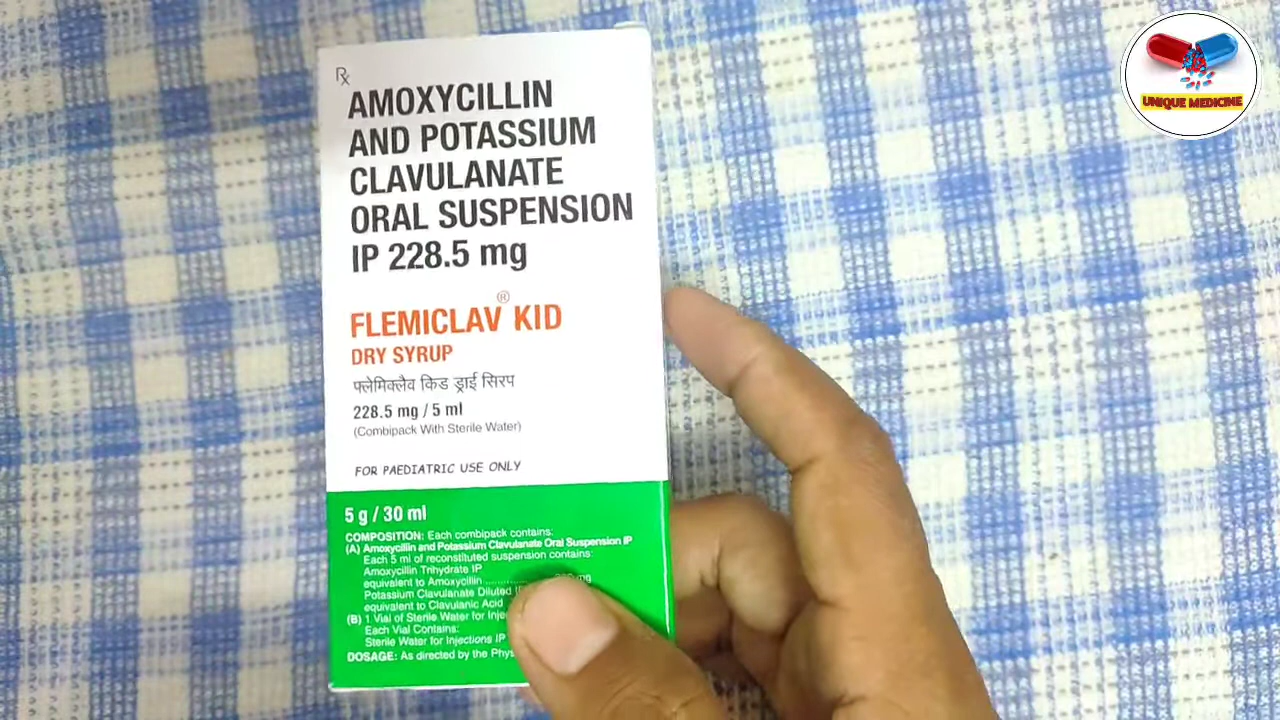 Rx
AMOXYCILLIN
AND POTASSIUM
CLAVULANATE
ORAL SUSPENSION
IP 228.5 mg
FLEMICLAV® KID
DRY SYRUP
फ्लेमिक्लैव किड ड्राई सिरप
228.5 mg / 5 ml
(Combipack With Sterile Water)
FOR PAEDIATRIC USE ONLY
5 g / 30 ml
COMPOSITION: Each combipack contains:
(A) Amoxycillin and Potassium Clavulanate Oral Suspension IP
Each 5 ml of reconstituted suspension contains:
Amoxycillin Trihydrate IP
equivalent to Amoxycillin mg
Potassium Clavulanate Diluted
equivalent to Clavulanic Acid
(B) 1 Vial of Sterile Water for
Each Vial Contains:
Sterile Water for Injections IP
DOSAGE: As directed by the
UNIQUE MEDICINE